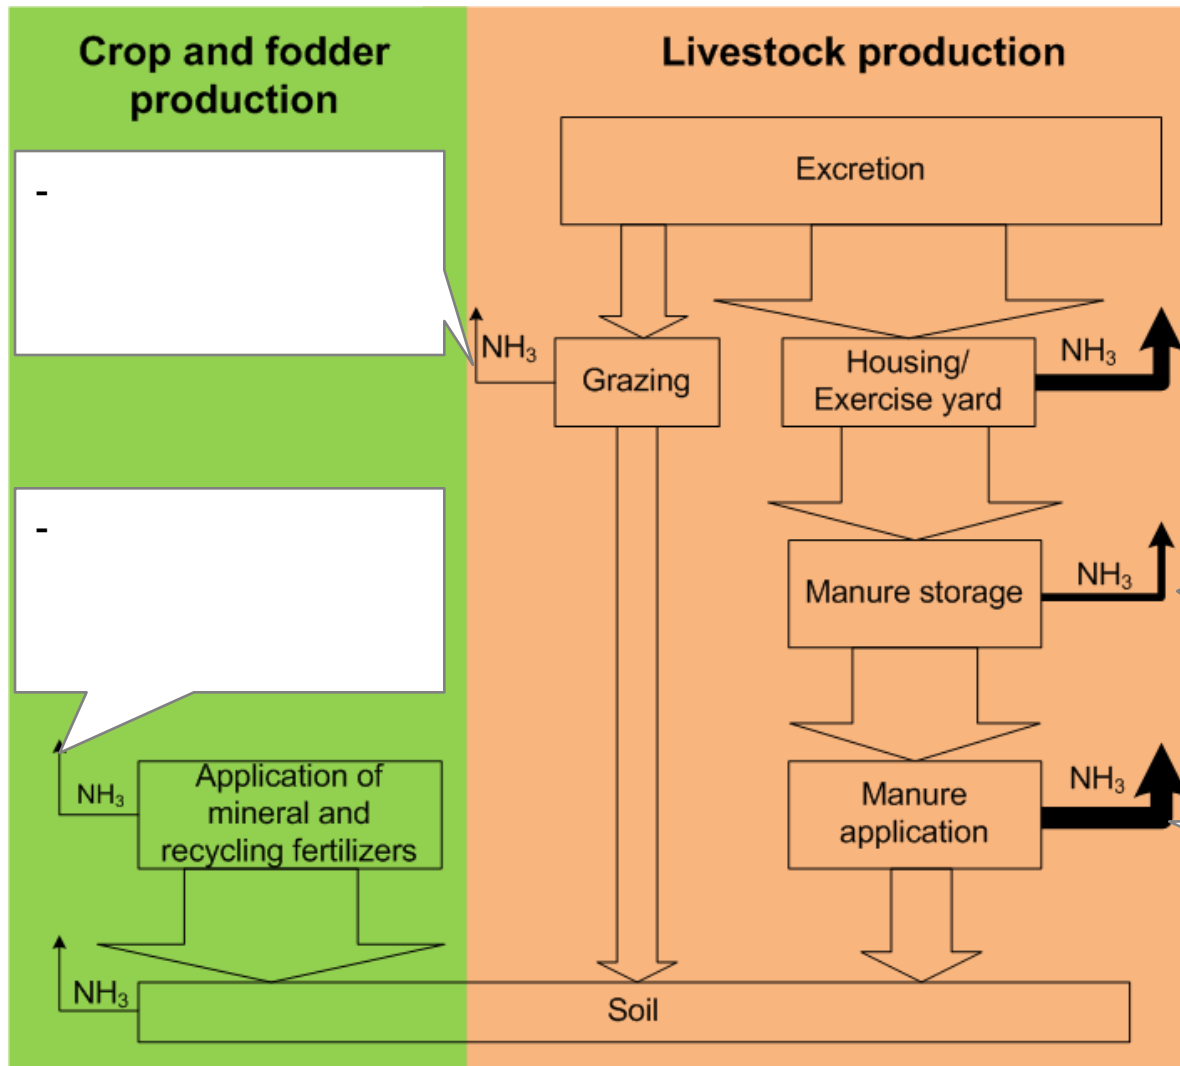 Crop and fodder
production
Livestock production
-
Excretion
NH₃
Grazing
Housing/
Exercise yard
NH₃
-
Manure storage
NH₃
NH₃
Application of
mineral and
recycling fertilizers
Manure
application
NH₃
NH₃
Soil